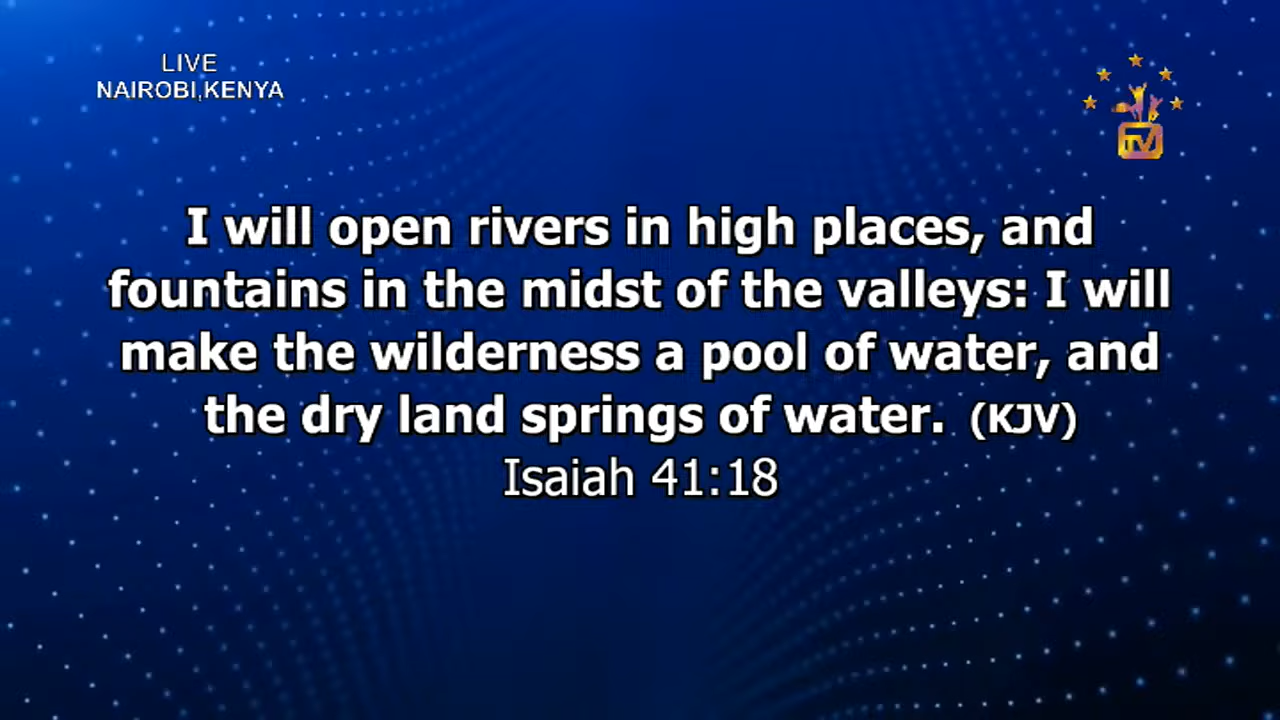 LIVE
NAIROBI,KENYA
TV
I will open rivers in high places, and
fountains in the midst of the valleys: I will
make the wilderness a pool of water, and
the dry land springs of water. (KJV)
Isaiah 41:18